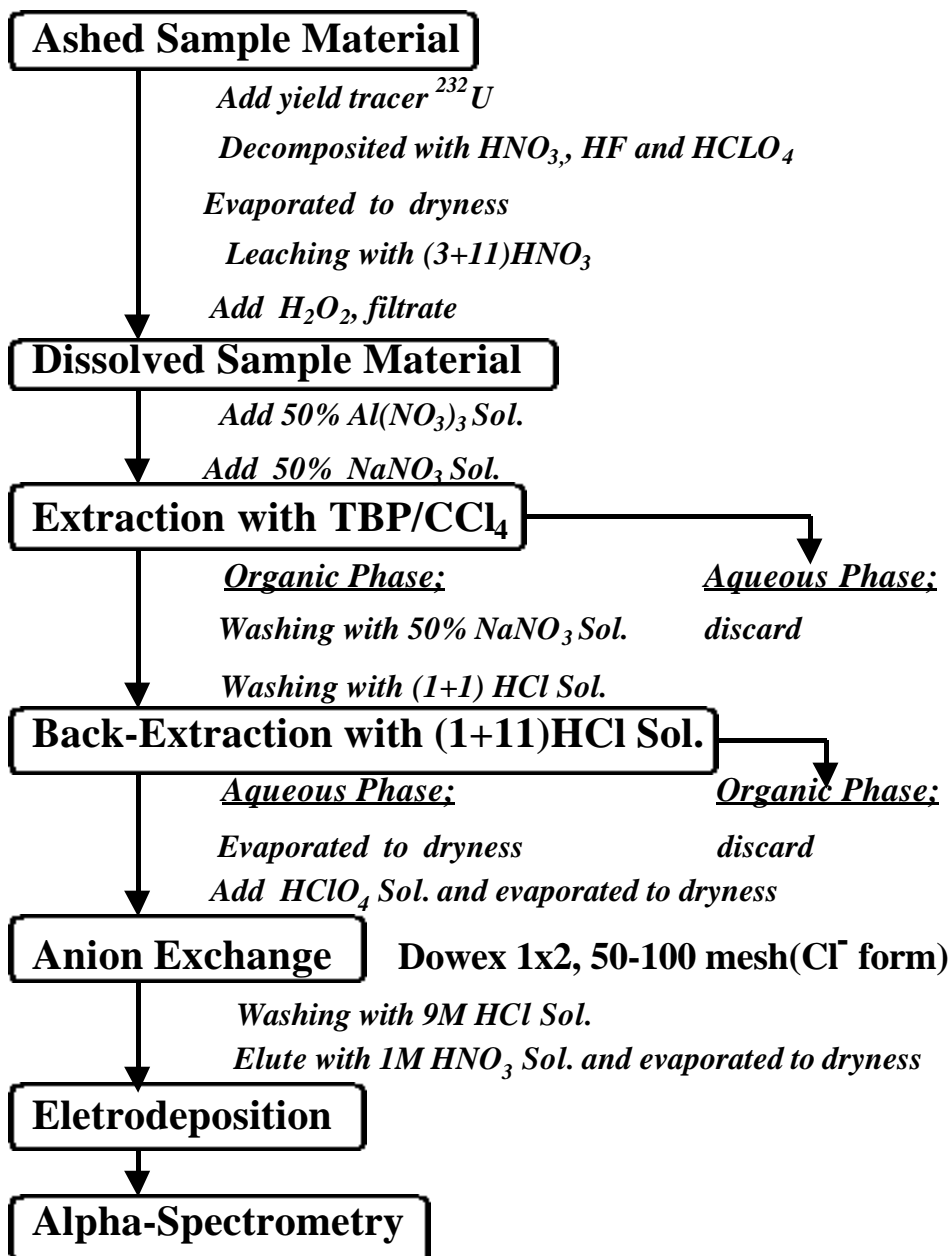 Ashed Sample Material
Add yield tracer ²³²U
Decomposited with HNO₃,, HF and HCLO₄
Evaporated to dryness
Leaching with (3+11)HNO₃
Add H₂O₂, filtrate
Dissolved Sample Material
Add 50% Al(NO₃)₃ Sol.
Add 50% NaNO₃ Sol.
Extraction with TBP/CCl₄
Organic Phase; Aqueous Phase;
Washing with 50% NaNO₃ Sol. discard
Washing with (1+1) HCl Sol.
Back-Extraction with (1+11)HCl Sol.
Aqueous Phase; Organic Phase;
Evaporated to dryness discard
Add HClO₄ Sol. and evaporated to dryness
Anion Exchange Dowex 1x2, 50-100 mesh(Cl⁻ form)
Washing with 9M HCl Sol.
Elute with 1M HNO₃ Sol. and evaporated to dryness
Eletrodeposition
Alpha-Spectrometry